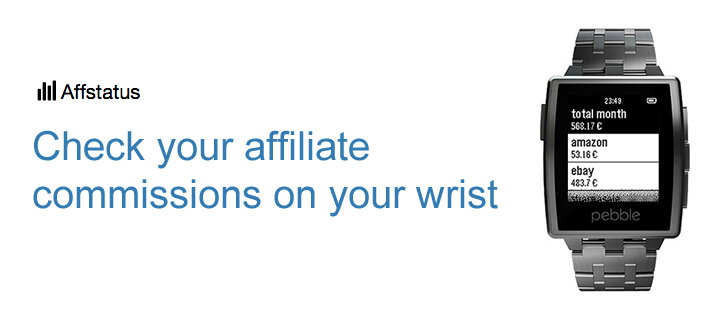 Affstatus
Check your affiliate
commissions on your wrist
23:49
total month
568.17 €
amazon
53.16 €
ebay
483.7 €
pebble